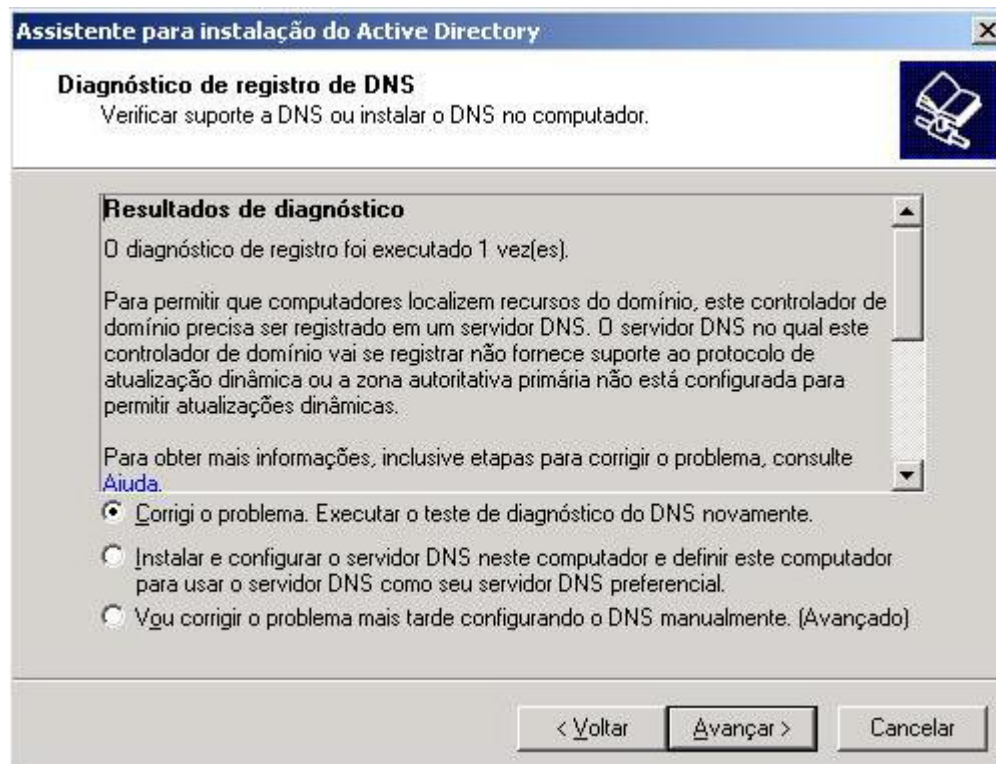 Assistente para instalação do Active Directory
Diagnóstico de registro de DNS
Verificar suporte a DNS ou instalar o DNS no computador.
Resultados de diagnóstico
O diagnóstico de registro foi executado 1 vez(es).
Para permitir que computadores localizem recursos do domínio, este controlador de
domínio precisa ser registrado em um servidor DNS. O servidor DNS no qual este
controlador de domínio vai se registrar não fornece suporte ao protocolo de
atualização dinâmica ou a zona autoritativa primária não está configurada para
permitir atualizações dinâmicas.
Para obter mais informações, inclusive etapas para corrigir o problema, consulte
Ajuda.
Corrigi o problema. Executar o teste de diagnóstico do DNS novamente.
Instalar e configurar o servidor DNS neste computador e definir este computador
para usar o servidor DNS como seu servidor DNS preferencial.
Vou corrigir o problema mais tarde configurando o DNS manualmente. (Avançado)
< Voltar
Avançar >
Cancelar